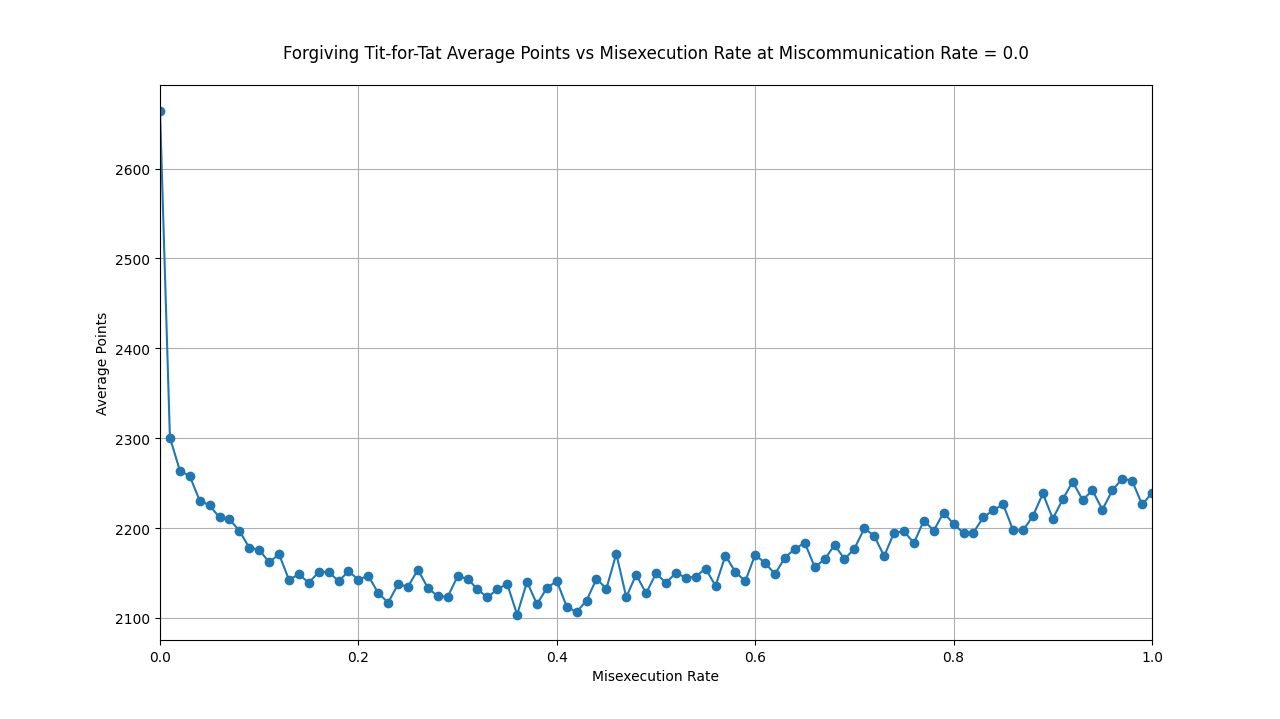 Forgiving Tit-for-Tat Average Points vs Misexecution Rate at Miscommunication Rate = 0.0
2600
2500
2400
2300
2200
2100
Average Points
0.0 0.2 0.4 0.6 0.8 1.0
Misexecution Rate